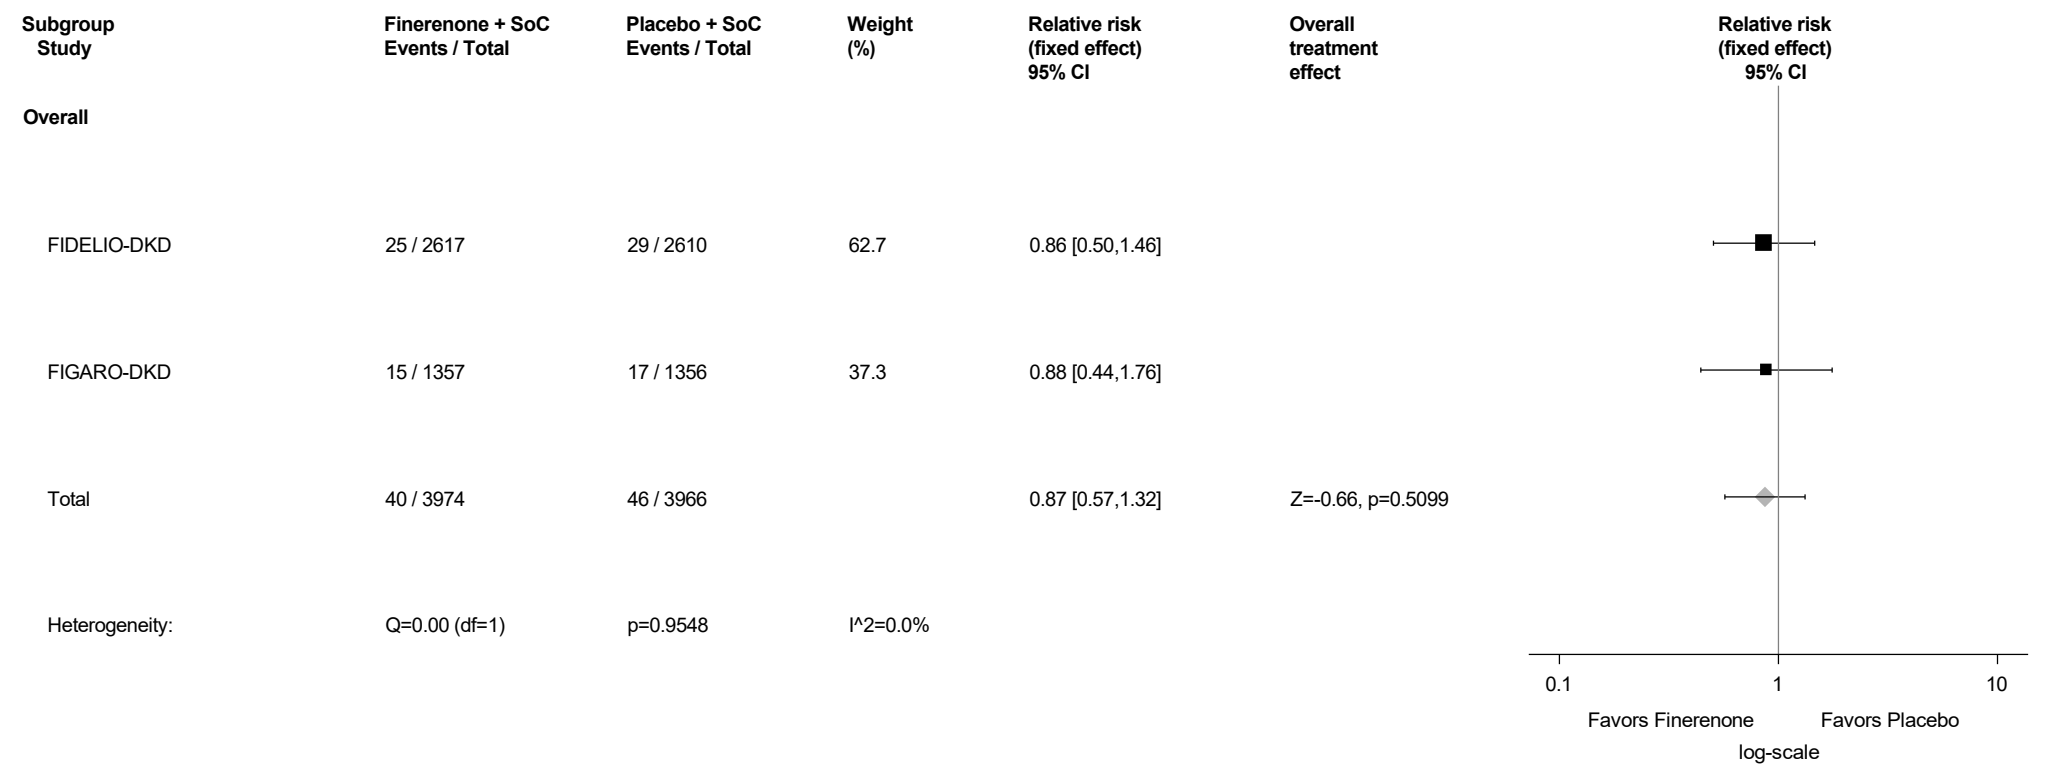 Subgroup Finerenone + SoC Placebo + SoC Weight Relative risk Overall Relative risk
Study Events / Total Events / Total (%) (fixed effect) treatment (fixed effect)
95% CI effect 95% CI
Overall
FIDELIO-DKD 25 / 2617 29 / 2610 62.7 0.86 [0.50,1.46]
FIGARO-DKD 15 / 1357 17 / 1356 37.3 0.88 [0.44,1.76]
Total 40 / 3974 46 / 3966 0.87 [0.57,1.32] Z=-0.66, p=0.5099
Heterogeneity: Q=0.00 (df=1) p=0.9548 I^2=0.0%
0.1 1 10
Favors Finerenone Favors Placebo
log-scale